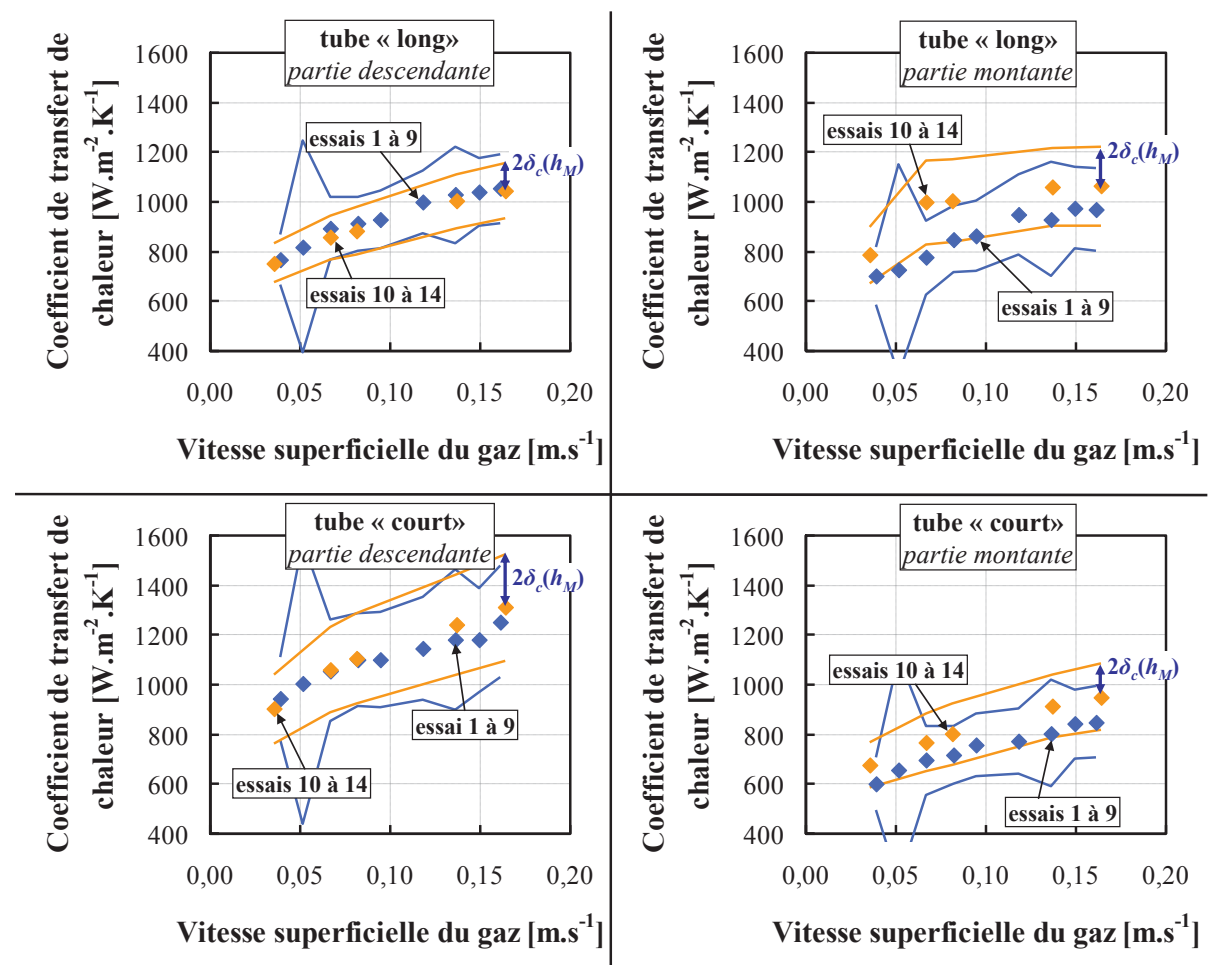 Coefficient de transfert de
chaleur [W.m⁻².K⁻¹]
1600
1400
1200
1000
800
600
400
tube « long»
partie descendante
essais 1 à 9
2δc(hM)
essais 10 à 14
0,00 0,05 0,10 0,15 0,20
Vitesse superficielle du gaz [m.s⁻¹]
Coefficient de transfert de
chaleur [W.m⁻².K⁻¹]
1600
1400
1200
1000
800
600
400
tube « long»
partie montante
essais 10 à 14
2δc(hM)
essais 1 à 9
0,00 0,05 0,10 0,15 0,20
Vitesse superficielle du gaz [m.s⁻¹]
Coefficient de transfert de
chaleur [W.m⁻².K⁻¹]
1600
1400
1200
1000
800
600
400
tube « court»
partie descendante
2δc(hM)
essai 1 à 9
essais 10 à 14
0,00 0,05 0,10 0,15 0,20
Vitesse superficielle du gaz [m.s⁻¹]
Coefficient de transfert de
chaleur [W.m⁻².K⁻¹]
1600
1400
1200
1000
800
600
400
tube « court»
partie montante
essais 10 à 14
2δc(hM)
essais 1 à 9
0,00 0,05 0,10 0,15 0,20
Vitesse superficielle du gaz [m.s⁻¹]